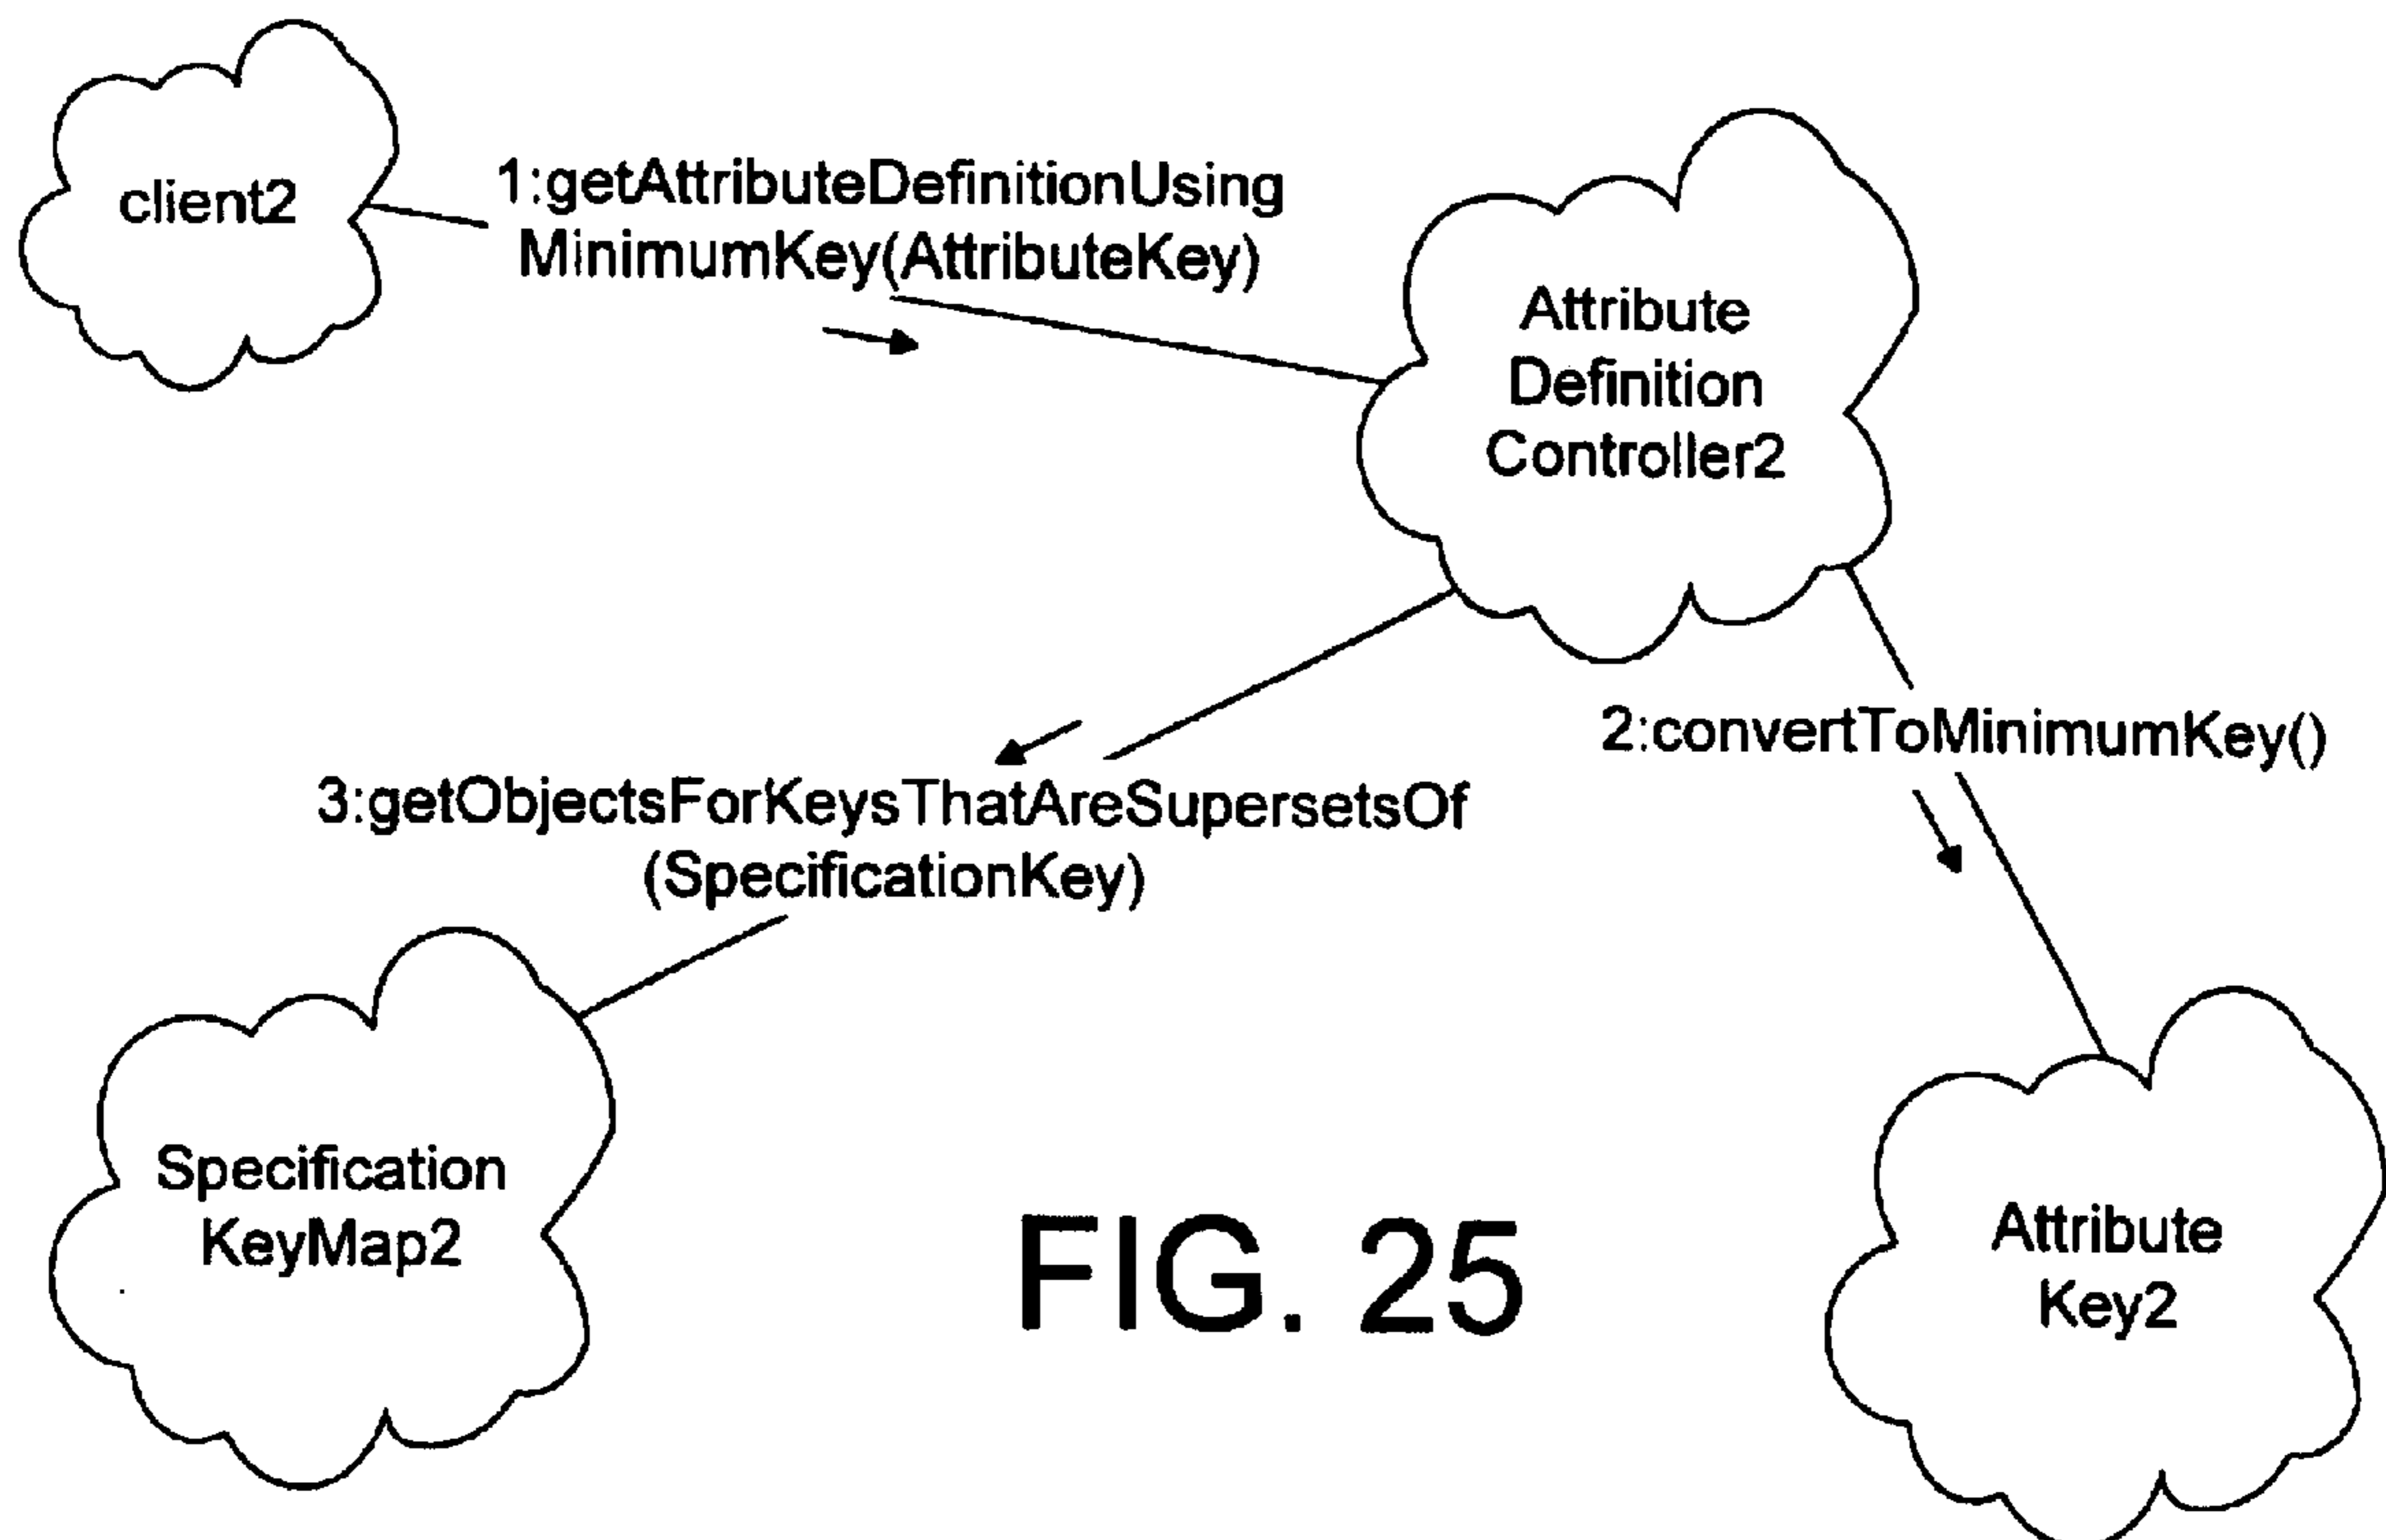 client2
1:getAttributeDefinitionUsing
MinimumKey(AttributeKey)
Attribute
Definition
Controller2
2:convertToMinimumKey()
3:getObjectsForKeysThatAreSupersetsOf
(SpecificationKey)
Specification
KeyMap2
Attribute
Key2
FIG. 25